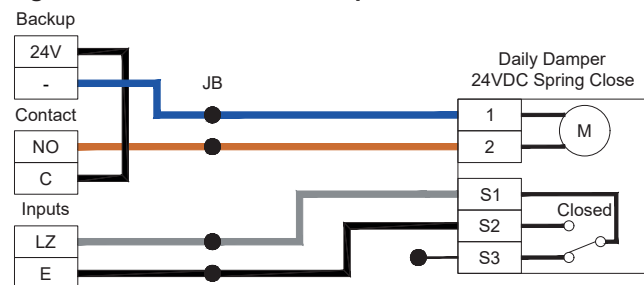 Backup
24V
-
Contact
NO
C
Inputs
LZ
E
JB
Daily Damper
24VDC Spring Close
1
2
M
S1
S2
S3
Closed